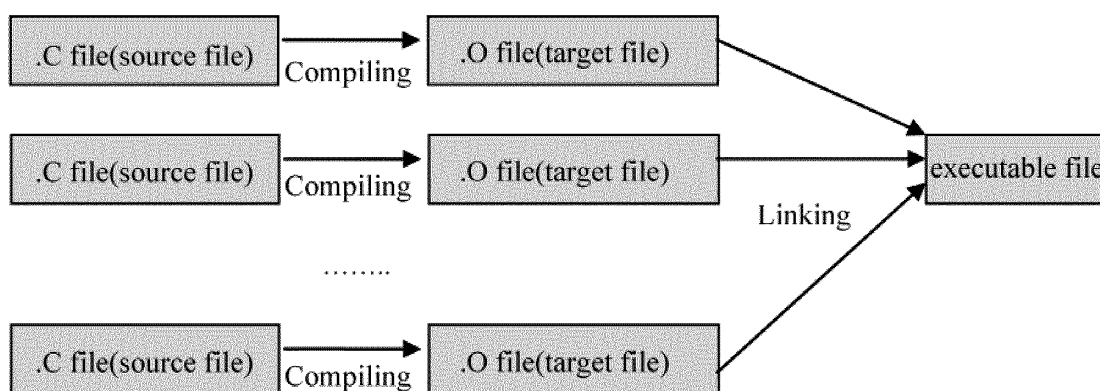 .C file(source file)
Compiling
.O file(target file)
.C file(source file)
Compiling
.O file(target file)
executable file
Linking
........
.C file(source file)
Compiling
.O file(target file)